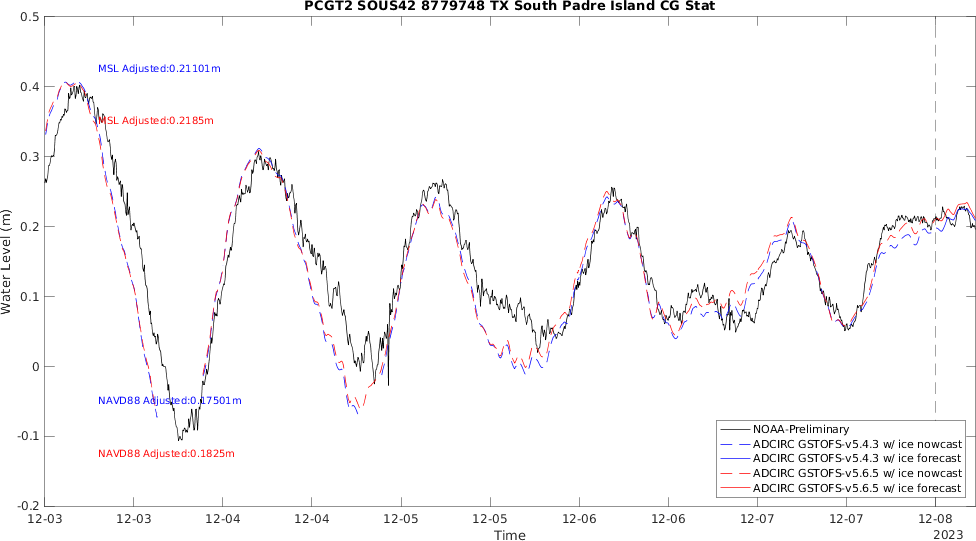 PCGT2 SOUS42 8779748 TX South Padre Island CG Stat
0.5
MSL Adjusted:0.21101m
0.4
MSL Adjusted:0.2185m
0.3
0.2
Water Level (m)
0.1
0
NAVD88 Adjusted:0.17501m
-0.1
NAVD88 Adjusted:0.1825m
NOAA-Preliminary
ADCIRC GSTOFS-v5.4.3 w/ ice nowcast
ADCIRC GSTOFS-v5.4.3 w/ ice forecast
ADCIRC GSTOFS-v5.6.5 w/ ice nowcast
ADCIRC GSTOFS-v5.6.5 w/ ice forecast
-0.2
12-03 12-03 12-04 12-04 12-05 12-05 12-06 12-06 12-07 12-07 12-08
Time 2023